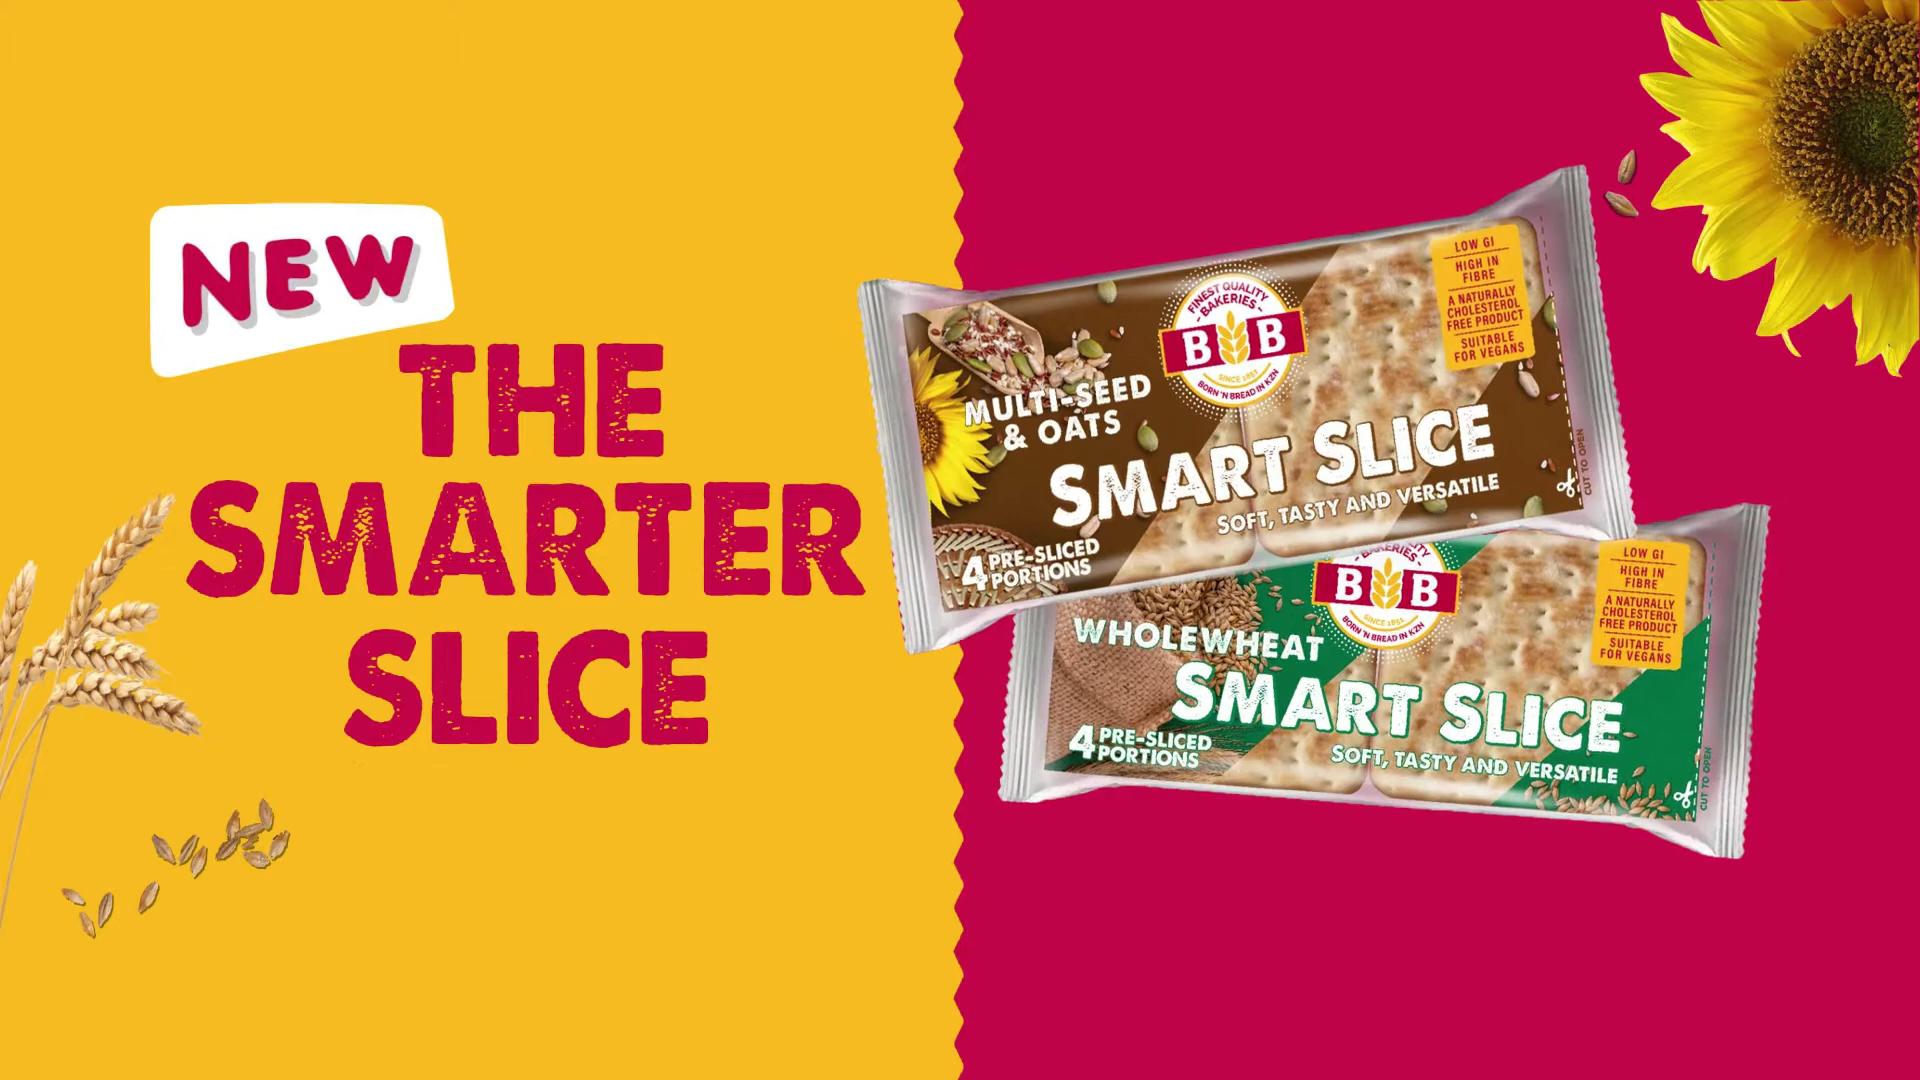 NEW
THE
SMARTER
SLICE
FINEST QUALITY
- BAKERIES -
B B
SINCE 1851
BORN 'N BREAD IN KZN
LOW GI
HIGH IN
FIBRE
A NATURALLY
CHOLESTEROL
FREE PRODUCT
SUITABLE
FOR VEGANS
MULTI-SEED
& OATS
SMART SLICE
SOFT, TASTY AND VERSATILE
4 PRE-SLICED
PORTIONS
CUT TO OPEN
BAKERIES -
B B
SINCE 1851
BORN 'N BREAD IN KZN
LOW GI
HIGH IN
FIBRE
A NATURALLY
CHOLESTEROL
FREE PRODUCT
SUITABLE
FOR VEGANS
WHOLEWHEAT
SMART SLICE
SOFT, TASTY AND VERSATILE
4 PRE-SLICED
PORTIONS
CUT TO OPEN